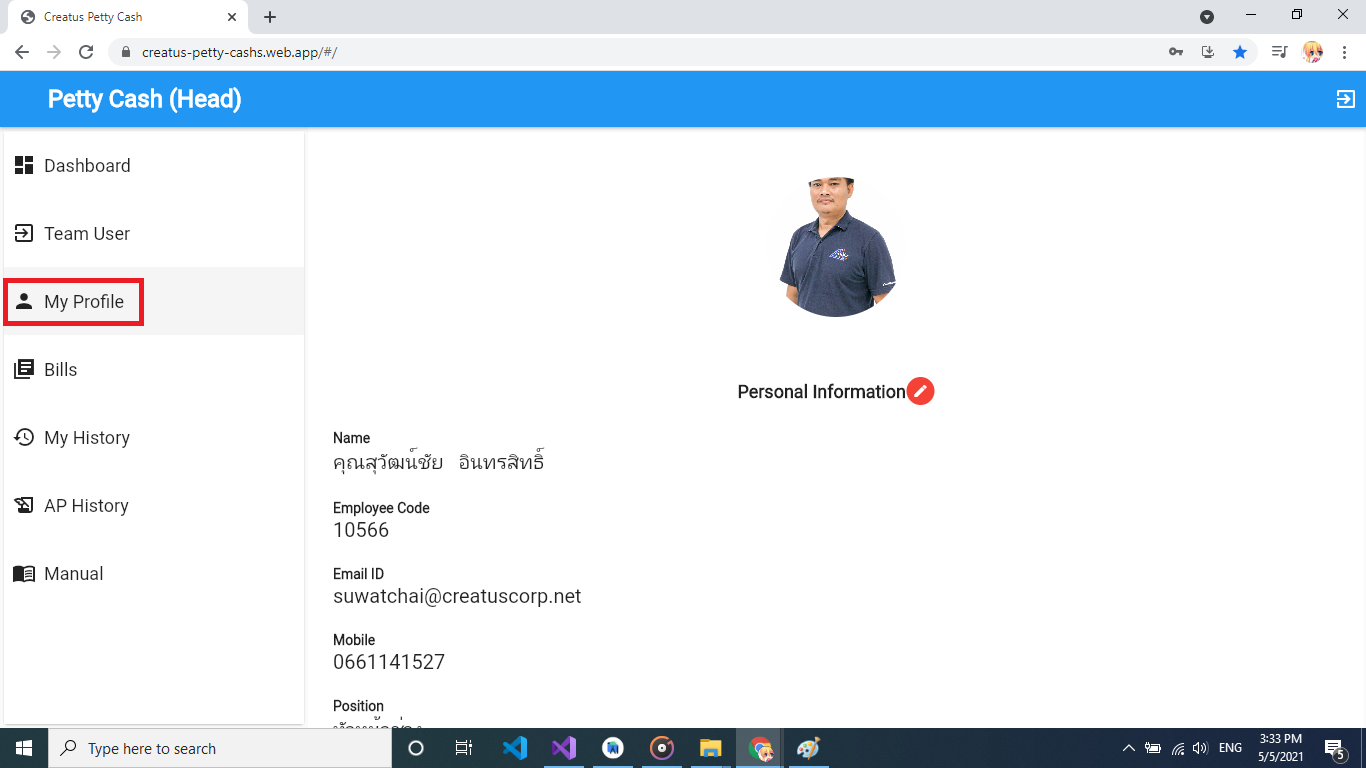 Creatus Petty Cash
creatus-petty-cashs.web.app/#/
Petty Cash (Head)
Dashboard
Team User
My Profile
Bills
My History
AP History
Manual
Personal Information
Name
คุณสุวัฒน์ชัย อินทรสิทธิ์
Employee Code
10566
Email ID
suwatchai@creatuscorp.net
Mobile
0661141527
Position
Type here to search
ENG
3:33 PM
5/5/2021
5